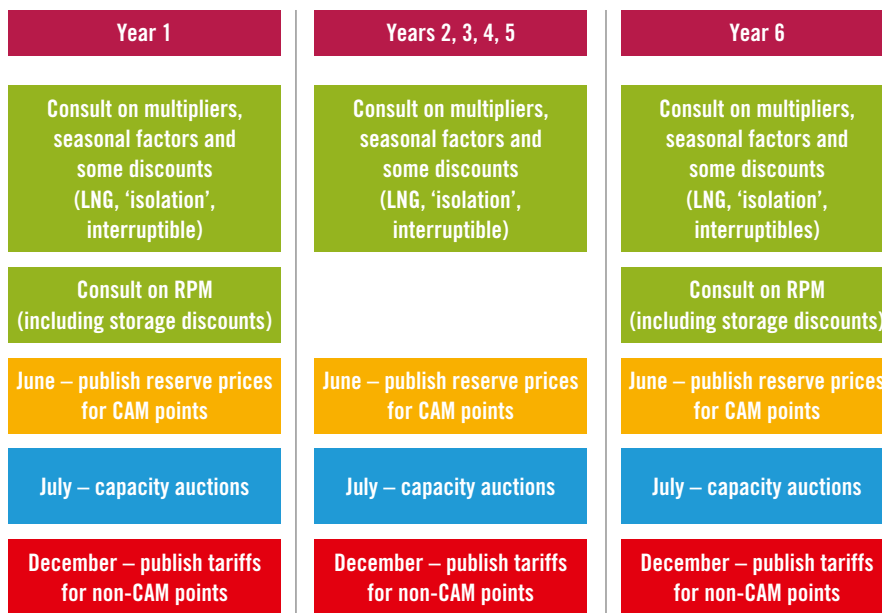 Year 1
Consult on multipliers,
seasonal factors and
some discounts
(LNG, ‘isolation’,
interruptible)
Consult on RPM
(including storage discounts)
June – publish reserve prices
for CAM points
July – capacity auctions
December – publish tariffs
for non-CAM points
Years 2, 3, 4, 5
Consult on multipliers,
seasonal factors and
some discounts
(LNG, ‘isolation’,
interruptible)
June – publish reserve prices
for CAM points
July – capacity auctions
December – publish tariffs
for non-CAM points
Year 6
Consult on multipliers,
seasonal factors and
some discounts
(LNG, ‘isolation’,
interruptibles)
Consult on RPM
(including storage discounts)
June – publish reserve prices
for CAM points
July – capacity auctions
December – publish tariffs
for non-CAM points